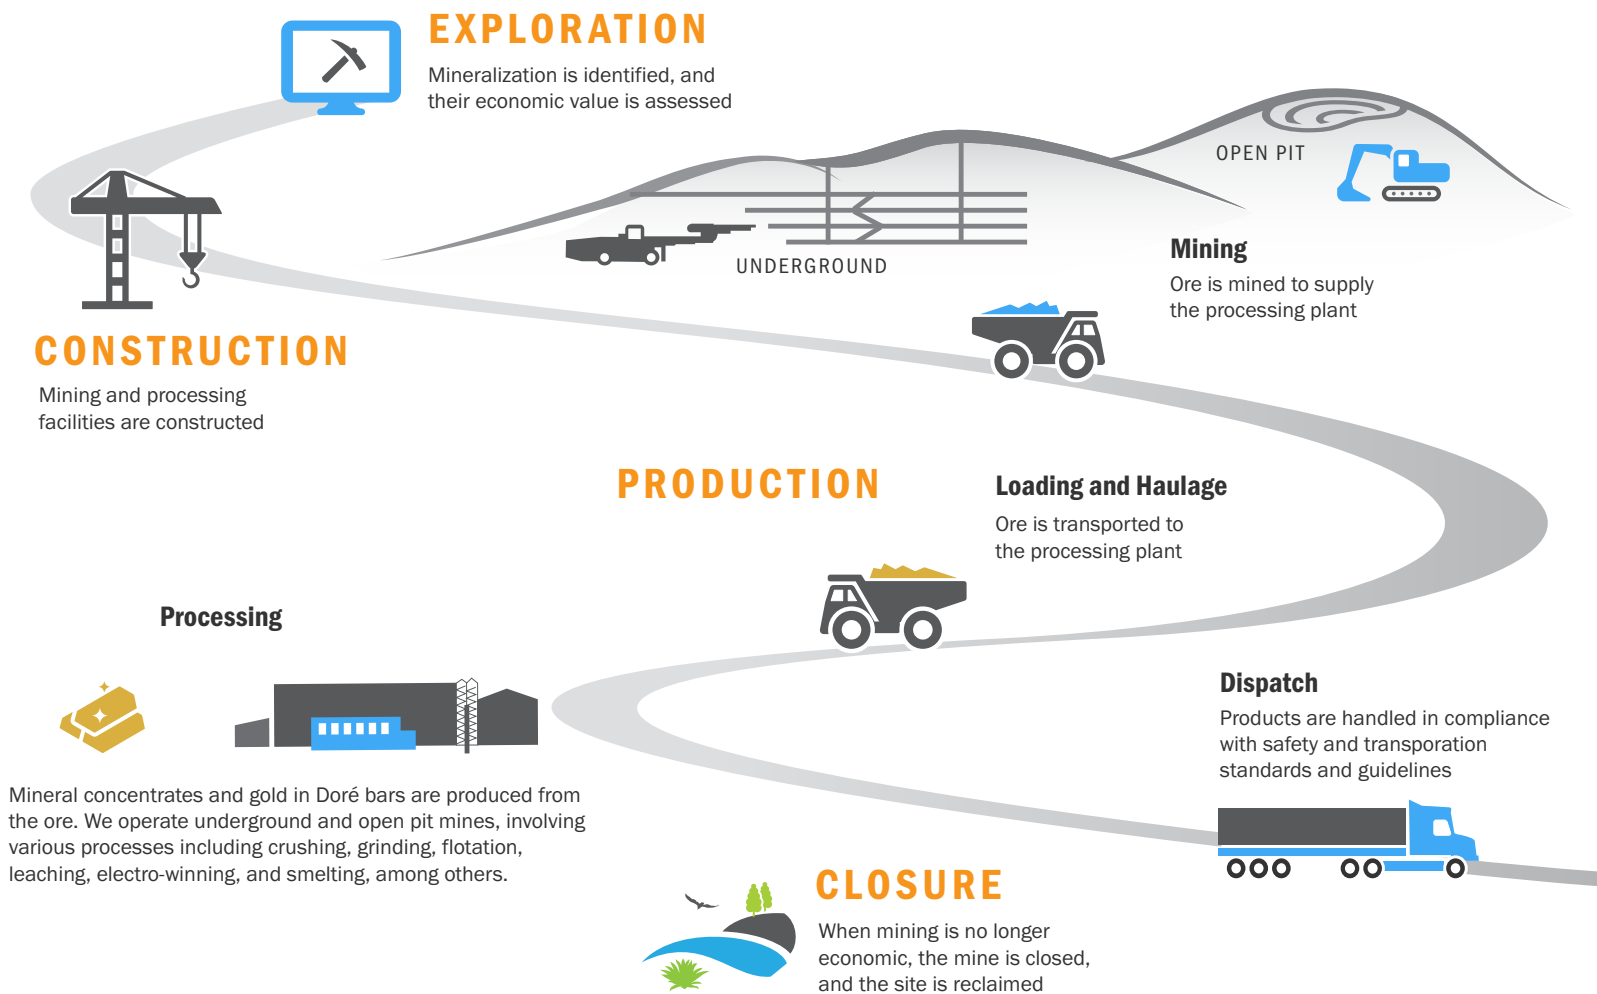 EXPLORATION
Mineralization is identified, and
their economic value is assessed
OPEN PIT
UNDERGROUND
Mining
Ore is mined to supply
the processing plant
CONSTRUCTION
Mining and processing
facilities are constructed
PRODUCTION
Loading and Haulage
Ore is transported to
the processing plant
Processing
Mineral concentrates and gold in Doré bars are produced from
the ore. We operate underground and open pit mines, involving
various processes including crushing, grinding, flotation,
leaching, electro-winning, and smelting, among others.
Dispatch
Products are handled in compliance
with safety and transporation
standards and guidelines
CLOSURE
When mining is no longer
economic, the mine is closed,
and the site is reclaimed